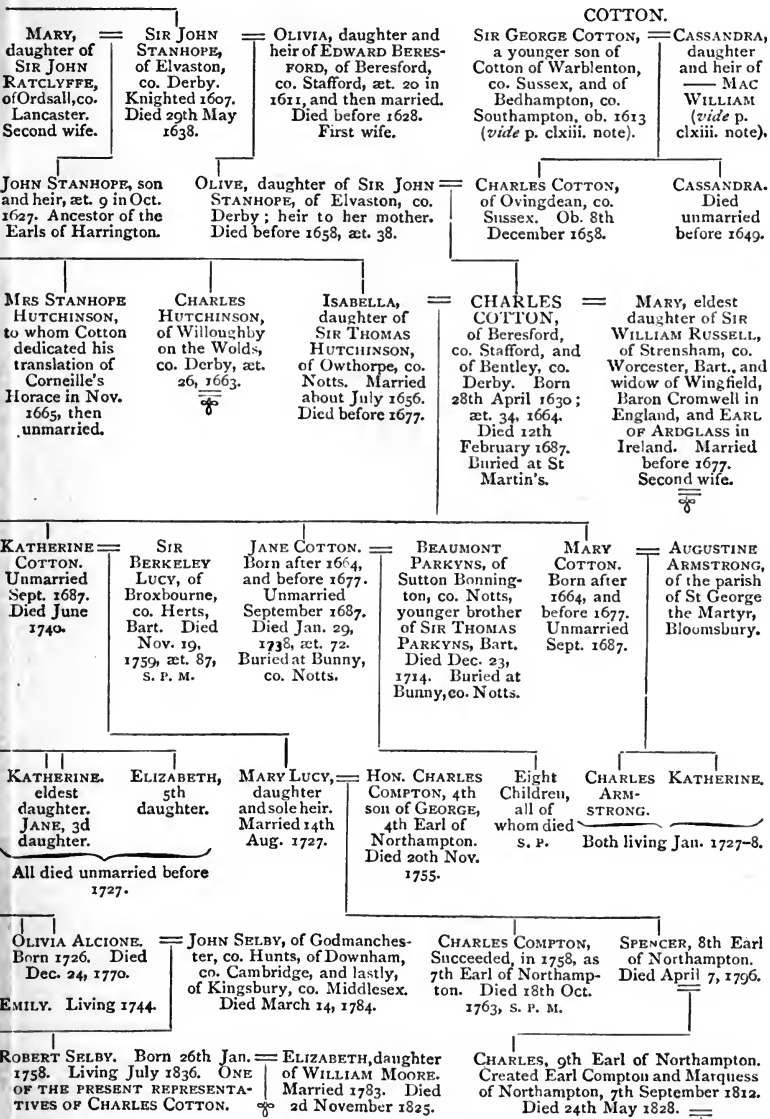 COTTON.
MARY,
daughter of
SIR JOHN
RATCLYFFE,
of Ordsall, co.
Lancaster.
Second wife.
SIR JOHN
STANHOPE,
of Elvaston,
co. Derby.
Knighted 1607.
Died 29th May
1638.
OLIVIA, daughter and
heir of EDWARD BERES-
FORD, of Beresford,
co. Stafford, æt. 20 in
1611, and then married.
Died before 1628.
First wife.
SIR GEORGE COTTON,
a younger son of
Cotton of Warblenton,
co. Sussex, and of
Bedhampton, co.
Southampton, ob. 1613
(vide p. clxiii. note).
CASSANDRA,
daughter
and heir of
—— MAC
WILLIAM
(vide p.
clxiii. note).
JOHN STANHOPE, son
and heir, æt. 9 in Oct.
1627. Ancestor of the
Earls of Harrington.
OLIVE, daughter of SIR JOHN
STANHOPE, of Elvaston, co.
Derby; heir to her mother.
Died before 1658, æt. 38.
CHARLES COTTON,
of Ovingdean, co.
Sussex. Ob. 8th
December 1658.
CASSANDRA.
Died
unmarried
before 1649.
MRS STANHOPE
HUTCHINSON,
to whom Cotton
dedicated his
translation of
Corneille's
Horace in Nov.
1665, then
unmarried.
CHARLES
HUTCHINSON,
of Willoughby
on the Wolds,
co. Derby, æt.
26, 1663.
ISABELLA,
daughter of
SIR THOMAS
HUTCHINSON,
of Owthorpe, co.
Notts. Married
about July 1656.
Died before 1677.
CHARLES
COTTON,
of Beresford,
co. Stafford, and
of Bentley, co.
Derby. Born
28th April 1630;
æt. 34, 1664.
Died 12th
February 1687.
Buried at St
Martin's.
MARY, eldest
daughter of SIR
WILLIAM RUSSELL,
of Strensham, co.
Worcester, Bart., and
widow of Wingfield,
Baron Cromwell in
England, and EARL
OF ARDGLASS in
Ireland. Married
before 1677.
Second wife.
KATHERINE
COTTON.
Unmarried
Sept. 1687.
Died June
1740.
SIR
BERKELEY
LUCY, of
Broxbourne,
co. Herts,
Bart. Died
Nov. 19,
1759, æt. 87,
S. P. M.
JANE COTTON.
Born after 1664,
and before 1677.
Unmarried
September 1687.
Died Jan. 29,
1738, æt. 72.
Buried at Bunny,
co. Notts.
BEAUMONT
PARKYNS, of
Sutton Bonning-
ton, co. Notts,
younger brother
of SIR THOMAS
PARKYNS, Bart.
Died Dec. 23,
1714. Buried at
Bunny, co. Notts.
MARY
COTTON.
Born after
1664, and
before 1677.
Unmarried
Sept. 1687.
AUGUSTINE
ARMSTRONG,
of the parish
of St George
the Martyr,
Bloomsbury.
KATHERINE.
eldest
daughter.
JANE, 3d
daughter.
ELIZABETH,
5th
daughter.
All died unmarried before
1727.
MARY LUCY,
daughter
and sole heir.
Married 14th
Aug. 1727.
HON. CHARLES
COMPTON, 4th
son of GEORGE,
4th Earl of
Northampton.
Died 20th Nov.
1755.
Eight
Children,
all of
whom died
S. P.
CHARLES
ARM-
STRONG.
KATHERINE.
Both living Jan. 1727-8.
OLIVIA ALCIONE.
Born 1726. Died
Dec. 24, 1770.
EMILY. Living 1744.
JOHN SELBY, of Godmanches-
ter, co. Hunts, of Downham,
co. Cambridge, and lastly,
of Kingsbury, co. Middlesex.
Died March 14, 1784.
CHARLES COMPTON,
Succeeded, in 1758, as
7th Earl of Northamp-
ton. Died 18th Oct.
1763, S. P. M.
SPENCER, 8th Earl
of Northampton.
Died April 7, 1796.
ROBERT SELBY. Born 26th Jan.
1758. Living July 1836. ONE
OF THE PRESENT REPRESENTA-
TIVES OF CHARLES COTTON.
ELIZABETH, daughter
of WILLIAM MOORE.
Married 1783. Died
2d November 1825.
CHARLES, 9th Earl of Northampton.
Created Earl Compton and Marquess
of Northampton, 7th September 1812.
Died 24th May 1828.